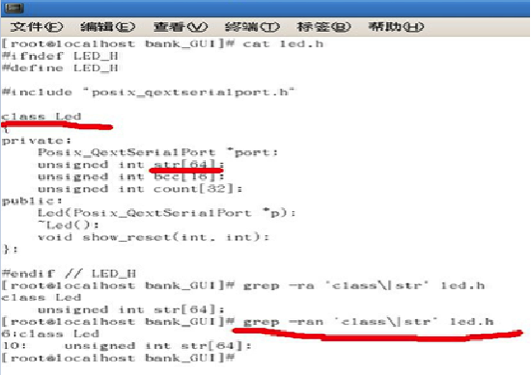 文件(F) 编辑(E) 查看(V) 终端(T) 标签(B) 帮助(H)
[root@localhost bank_GUI]# cat led.h
#ifndef LED_H
#define LED_H
#include "posix_qextserialport.h"
class Led
{
private:
Posix_QextSerialPort *port;
unsigned int str[64];
unsigned int bcc[16];
unsigned int count[32];
public:
Led(Posix_QextSerialPort *p);
~Led();
void show_reset(int, int);
};
#endif // LED_H
[root@localhost bank_GUI]# grep -ra 'class\|str' led.h
class Led
unsigned int str[64];
[root@localhost bank_GUI]# grep -ran 'class\|str' led.h
6:class Led
10: unsigned int str[64];
[root@localhost bank_GUI]#